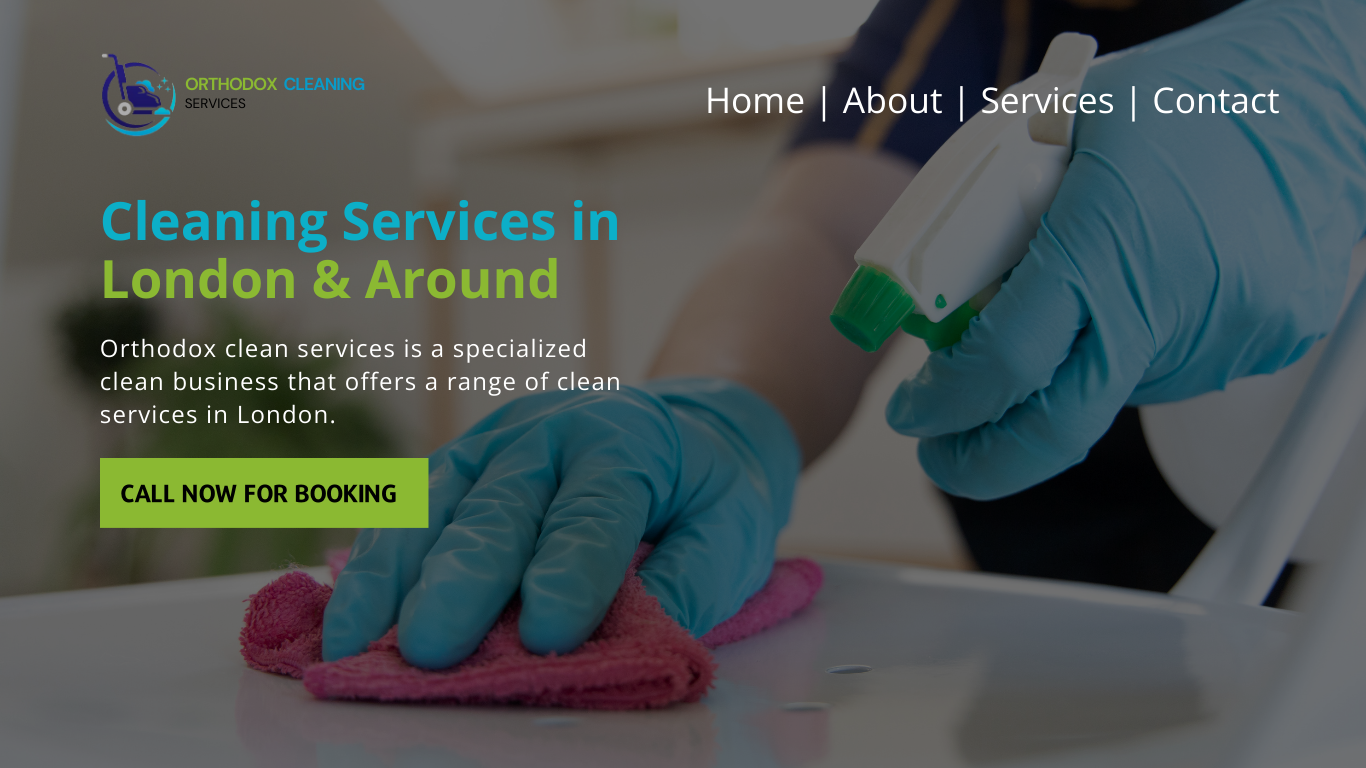 ORTHODOX CLEANING
SERVICES
Home | About | Services | Contact
Cleaning Services in
London & Around
Orthodox clean services is a specialized
clean business that offers a range of clean
services in London.
CALL NOW FOR BOOKING